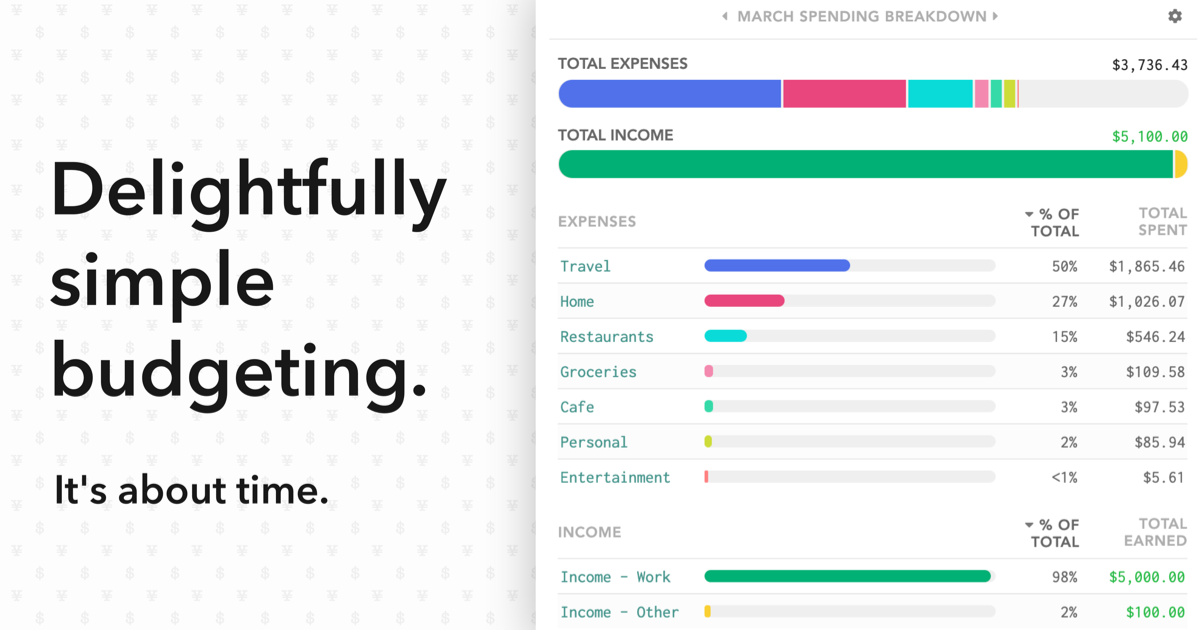 Delightfully
simple
budgeting.
It's about time.
MARCH SPENDING BREAKDOWN
TOTAL EXPENSES $3,736.43
TOTAL INCOME $5,100.00
EXPENSES % OF TOTAL TOTAL SPENT
Travel 50% $1,865.46
Home 27% $1,026.07
Restaurants 15% $546.24
Groceries 3% $109.58
Cafe 3% $97.53
Personal 2% $85.94
Entertainment <1% $5.61
INCOME % OF TOTAL TOTAL EARNED
Income - Work 98% $5,000.00
Income - Other 2% $100.00